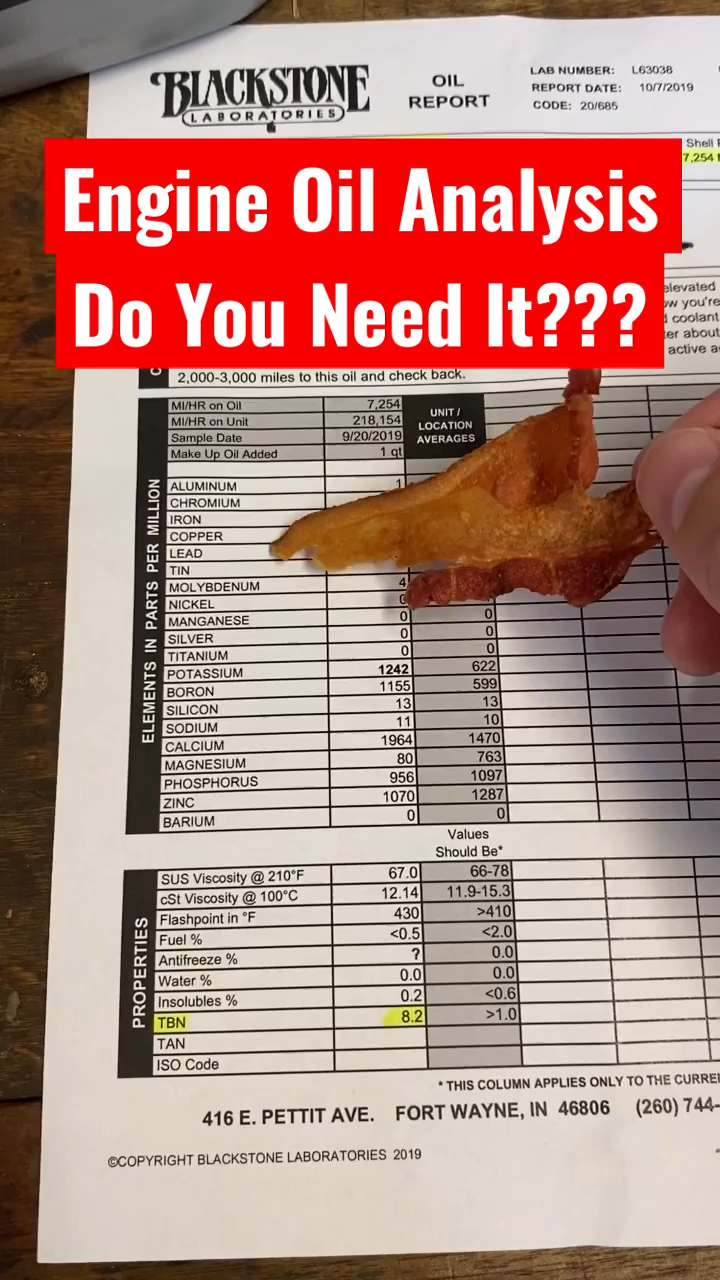 BLACKSTONE
LABORATORIES
OIL
REPORT
LAB NUMBER: L63038
REPORT DATE: 10/7/2019
CODE: 20/685
Shell
7,254
Engine Oil Analysis
Do You Need It???
elevated
you're
coolant
about
active
2,000-3,000 miles to this oil and check back.
MI/HR on Oil 7,254
MI/HR on Unit 218,154
Sample Date 9/20/2019
Make Up Oil Added 1 qt
UNIT /
LOCATION
AVERAGES
ELEMENTS IN PARTS PER MILLION
ALUMINUM 1
CHROMIUM
IRON
COPPER
LEAD
TIN
MOLYBDENUM 4
NICKEL
MANGANESE 0 0
SILVER 0 0
TITANIUM 0 0
POTASSIUM 1242 622
BORON 1155 599
SILICON 13 13
SODIUM 11 10
CALCIUM 1964 1470
MAGNESIUM 80 763
PHOSPHORUS 956 1097
ZINC 1070 1287
BARIUM 0 0
Values
Should Be*
PROPERTIES
SUS Viscosity @ 210°F 67.0 66-78
cSt Viscosity @ 100°C 12.14 11.9-15.3
Flashpoint in °F 430 >410
Fuel % <0.5 <2.0
Antifreeze % ? 0.0
Water % 0.0 0.0
Insolubles % 0.2 <0.6
TBN 8.2 >1.0
TAN
ISO Code
* THIS COLUMN APPLIES ONLY TO THE CURRE
416 E. PETTIT AVE. FORT WAYNE, IN 46806 (260) 744-
©COPYRIGHT BLACKSTONE LABORATORIES 2019